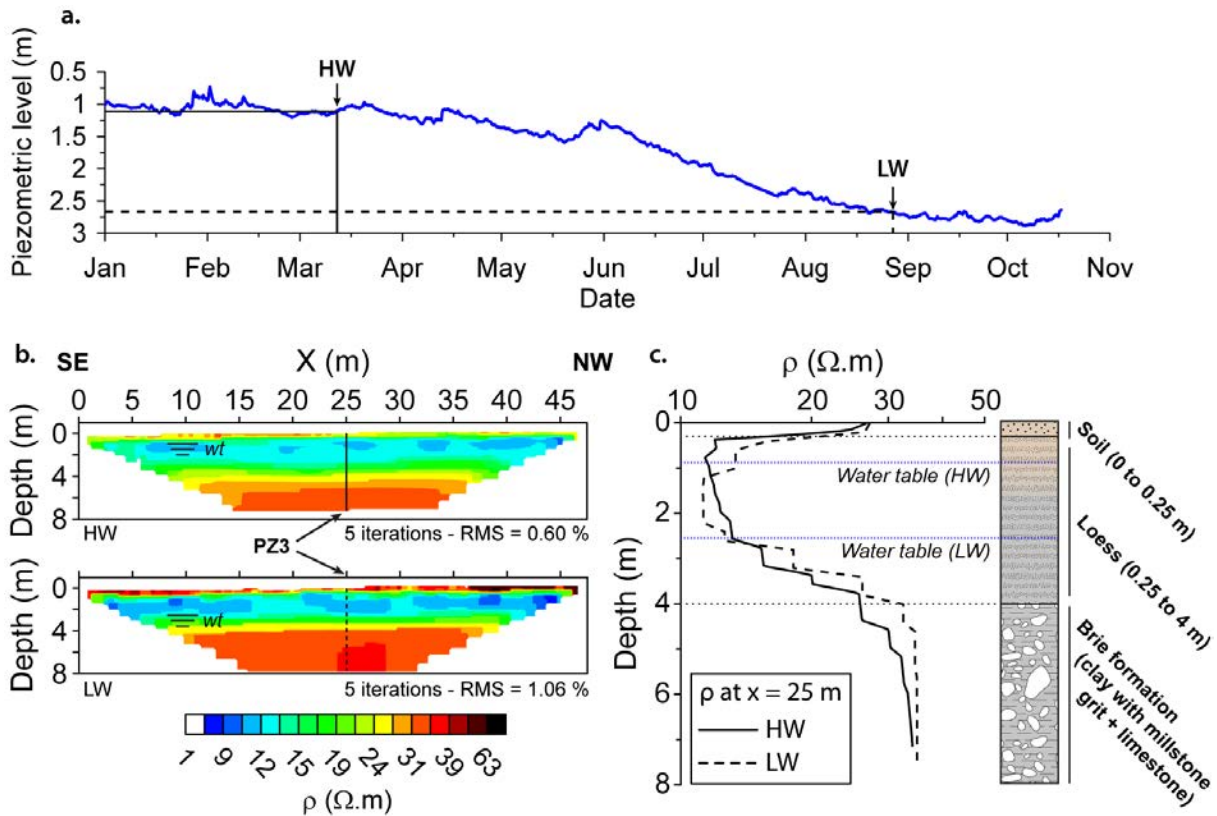 a.
Piezometric level (m)
0.5
1
1.5
2
2.5
3
HW
LW
Jan Feb Mar Apr May Jun Jul Aug Sep Oct Nov
Date
b.
SE X (m) NW
0 5 10 15 20 25 30 35 40 45
Depth (m)
0
4
8
wt
HW
5 iterations - RMS = 0.60 %
PZ3
Depth (m)
0
4
8
wt
LW
5 iterations - RMS = 1.06 %
1 9 12 15 19 24 31 39 63
ρ (Ω.m)
c.
ρ (Ω.m)
10 20 30 50
Depth (m)
0
2
4
6
8
Water table (HW)
Water table (LW)
ρ at x = 25 m
HW
LW
Soil (0 to 0.25 m)
Loess (0.25 to 4 m)
Brie formation
(clay with millstone
grit + limestone)